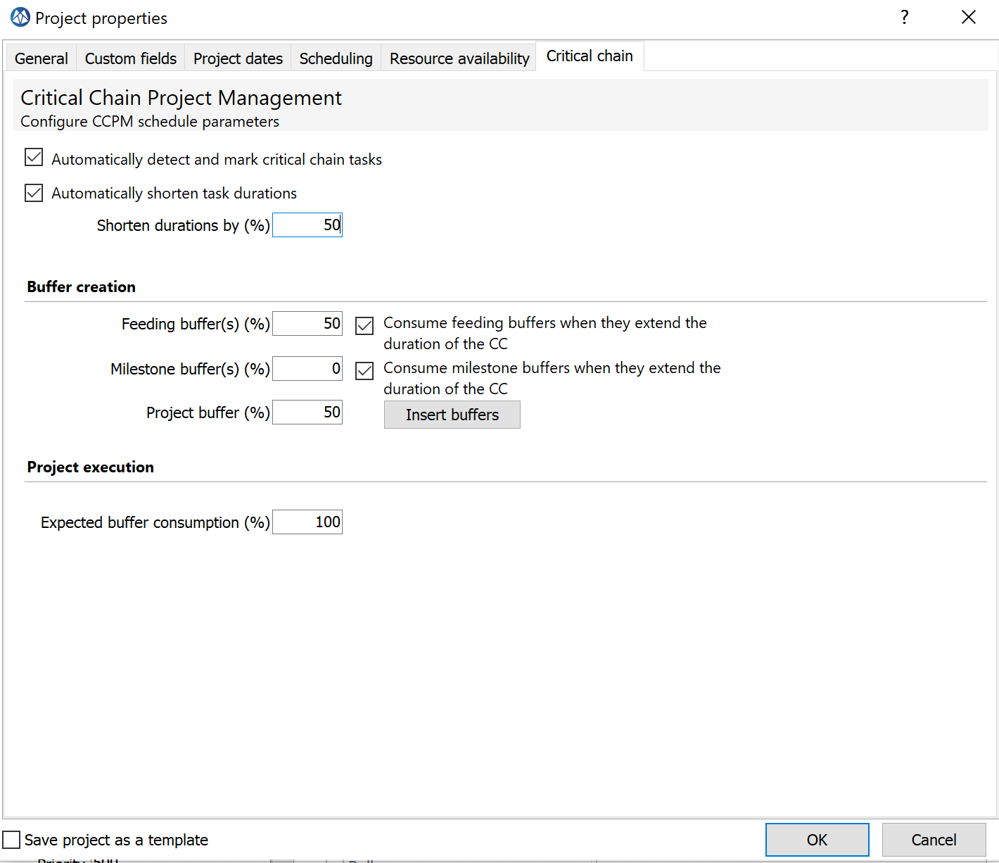 Project properties
?
General Custom fields Project dates Scheduling Resource availability Critical chain
Critical Chain Project Management
Configure CCPM schedule parameters
Automatically detect and mark critical chain tasks
Automatically shorten task durations
Shorten durations by (%) 50
Buffer creation
Feeding buffer(s) (%) 50 Consume feeding buffers when they extend the
duration of the CC
Milestone buffer(s) (%) 0 Consume milestone buffers when they extend the
duration of the CC
Project buffer (%) 50 Insert buffers
Project execution
Expected buffer consumption (%) 100
Save project as a template OK Cancel
Priority 500